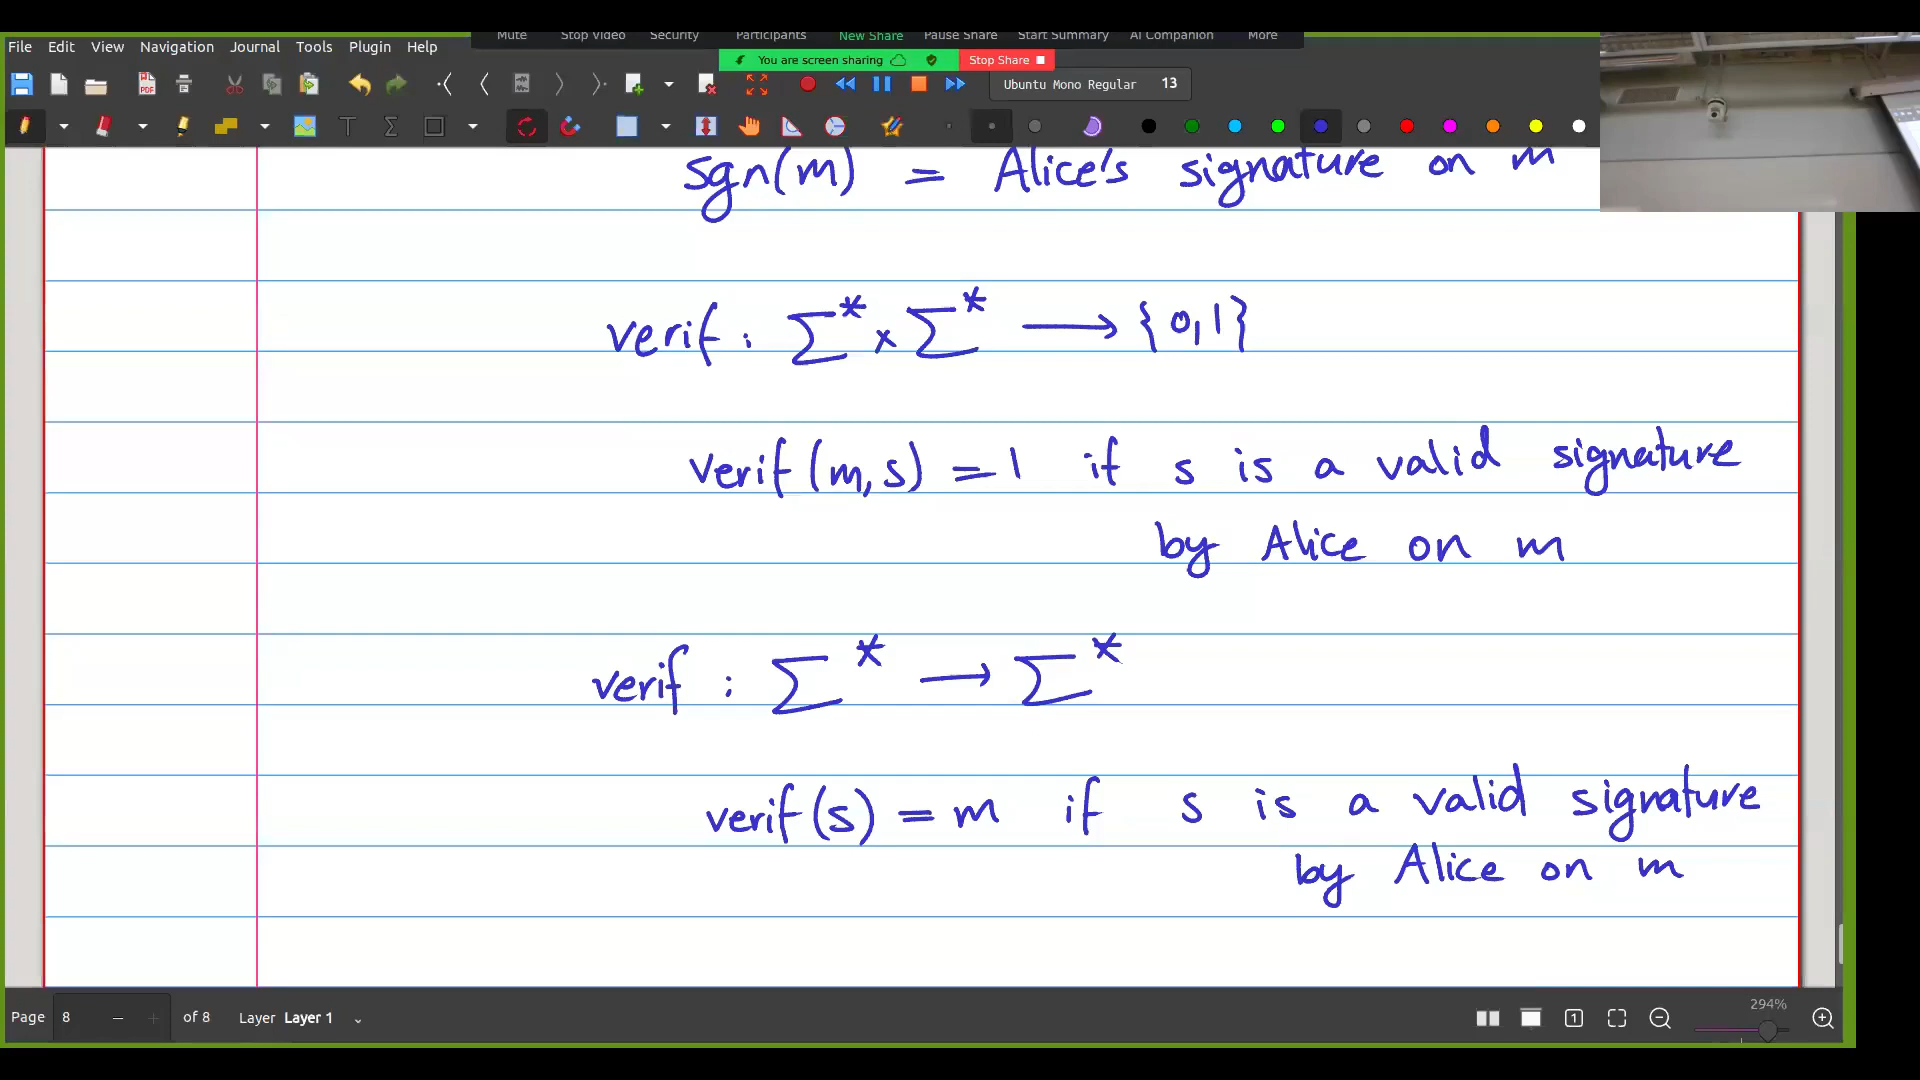 Mute Stop Video Security Participants New Share Pause Share Start Summary AI Companion More
File Edit View Navigation Journal Tools Plugin Help
You are screen sharing Stop Share
Ubuntu Mono Regular 13
sgn(m) = Alice's signature on m
verif : Σ* x Σ* → {0,1}
verif(m,s) = 1 if s is a valid signature
by Alice on m
verif : Σ* → Σ*
verif(s) = m if s is a valid signature
by Alice on m
Page 8 of 8 Layer Layer 1 294%